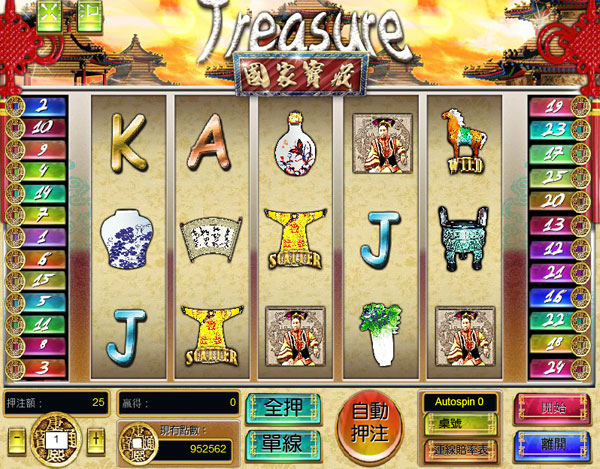 Treasure
國家寶藏
2
10
9
4
14
7
1
6
15
5
11
8
3
K A
WILD
SCATTER
J
J
SCATTER
19
23
17
25
20
13
12
21
16
22
18
24
押注額： 25
- 1 +
贏得： 0
現有點數：
952562
全押
單線
自動
押注
Autospin 0
桌號
連線賠率表
開始
離開